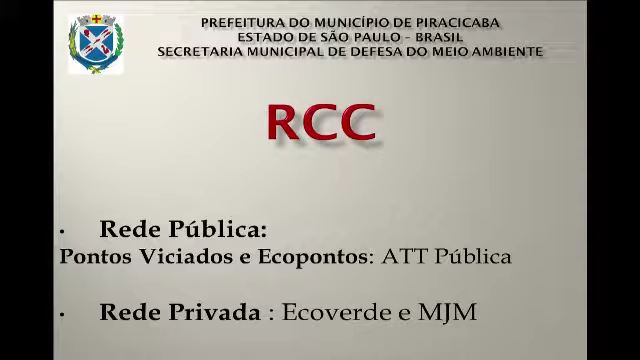 PREFEITURA DO MUNICÍPIO DE PIRACICABA
ESTADO DE SÃO PAULO – BRASIL
SECRETARIA MUNICIPAL DE DEFESA DO MEIO AMBIENTE
RCC
• Rede Pública:
Pontos Viciados e Ecopontos: ATT Pública
• Rede Privada : Ecoverde e MJM